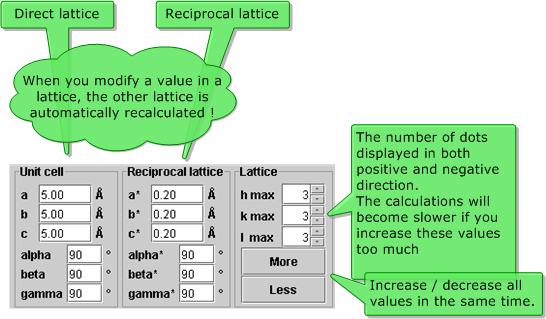 Direct lattice
Reciprocal lattice
When you modify a value in a
lattice, the other lattice is
automatically recalculated !
Unit cell
a 5.00 Å
b 5.00 Å
c 5.00 Å
alpha 90 °
beta 90 °
gamma 90 °
Reciprocal lattice
a* 0.20 Å
b* 0.20 Å
c* 0.20 Å
alpha* 90 °
beta* 90 °
gamma* 90 °
Lattice
h max 3
k max 3
l max 3
More
Less
The number of dots
displayed in both
positive and negative
direction.
The calculations will
become slower if you
increase these values
too much
Increase / decrease all
values in the same time.